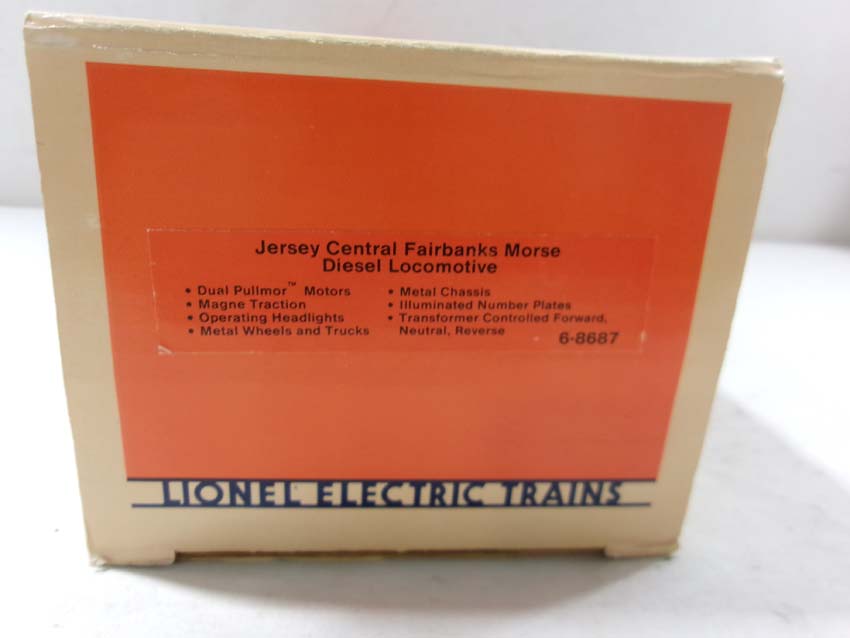 Jersey Central Fairbanks Morse
Diesel Locomotive
• Dual Pullmor™ Motors
• Magne Traction
• Operating Headlights
• Metal Wheels and Trucks
• Metal Chassis
• Illuminated Number Plates
• Transformer Controlled Forward,
Neutral, Reverse
6-8687
LIONEL ELECTRIC TRAINS